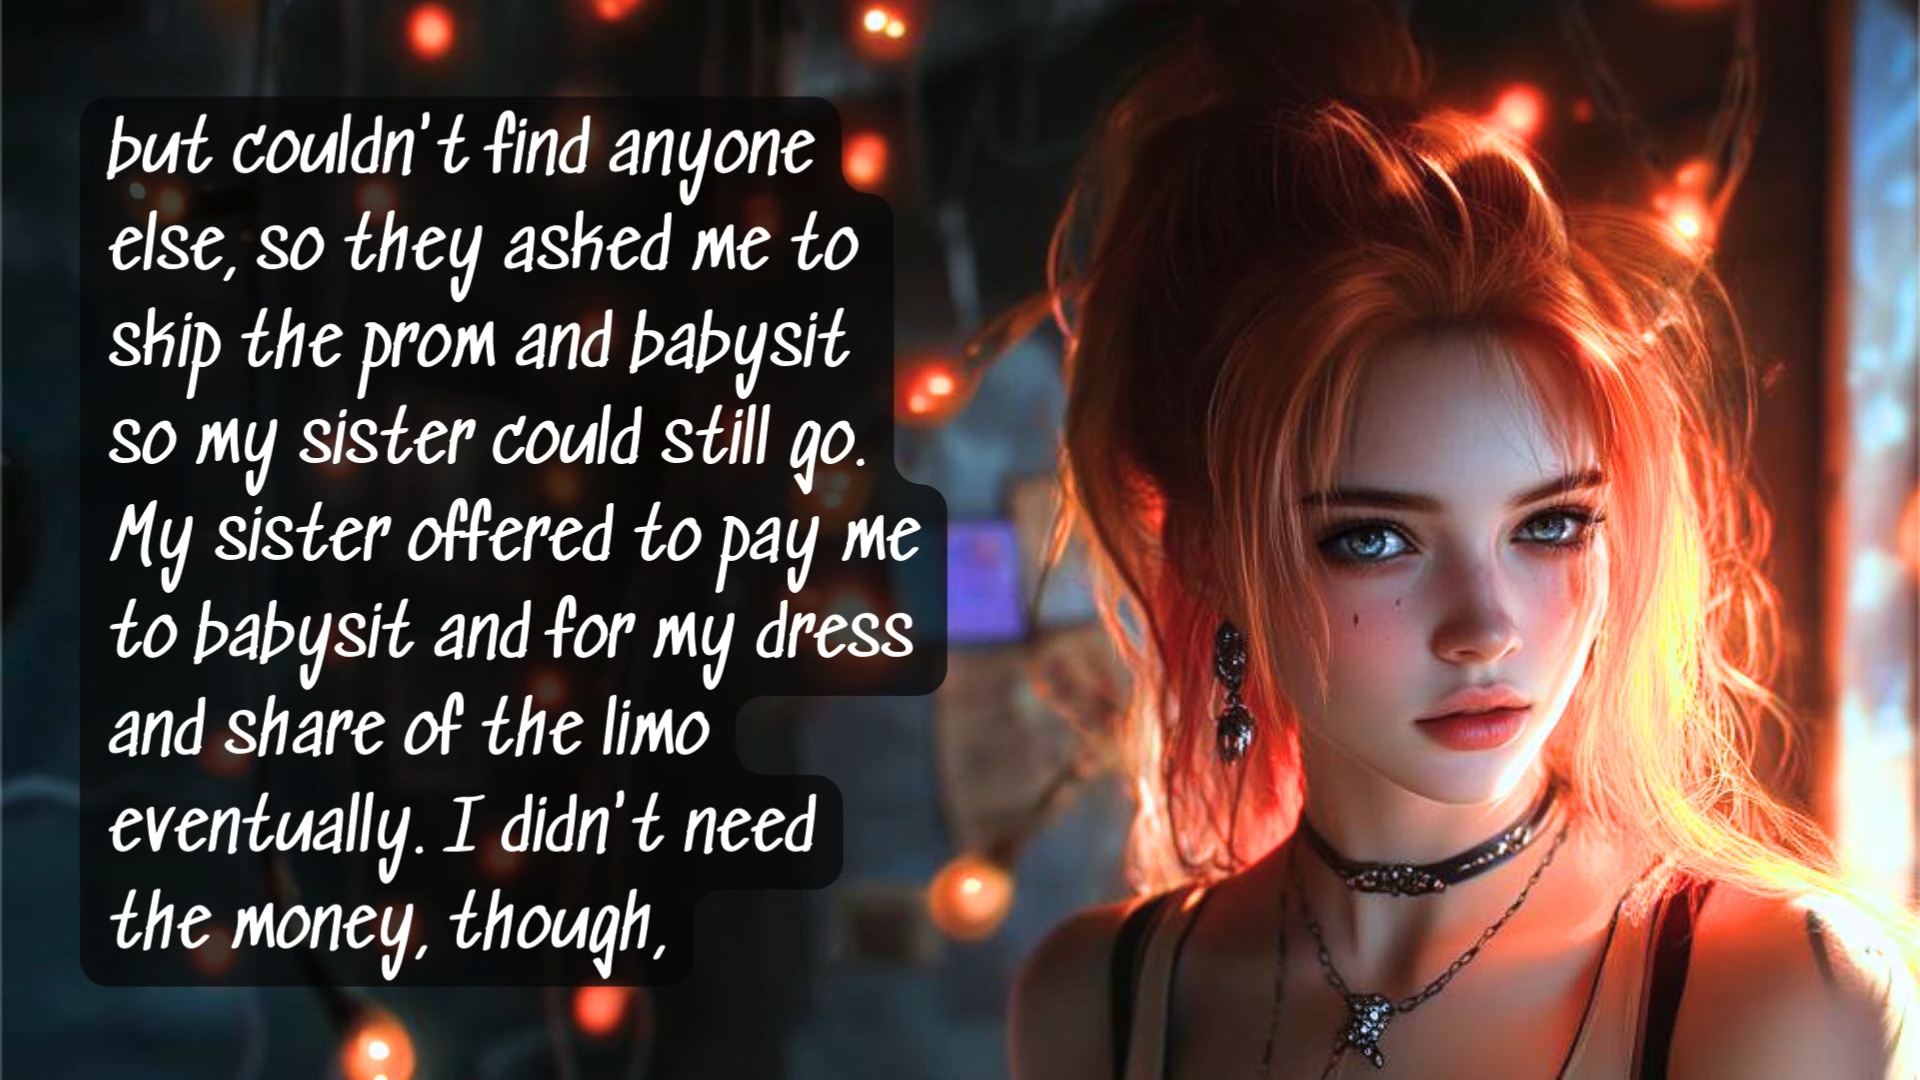 but couldn't find anyone
else, so they asked me to
skip the prom and babysit
so my sister could still go.
My sister offered to pay me
to babysit and for my dress
and share of the limo
eventually. I didn't need
the money, though,